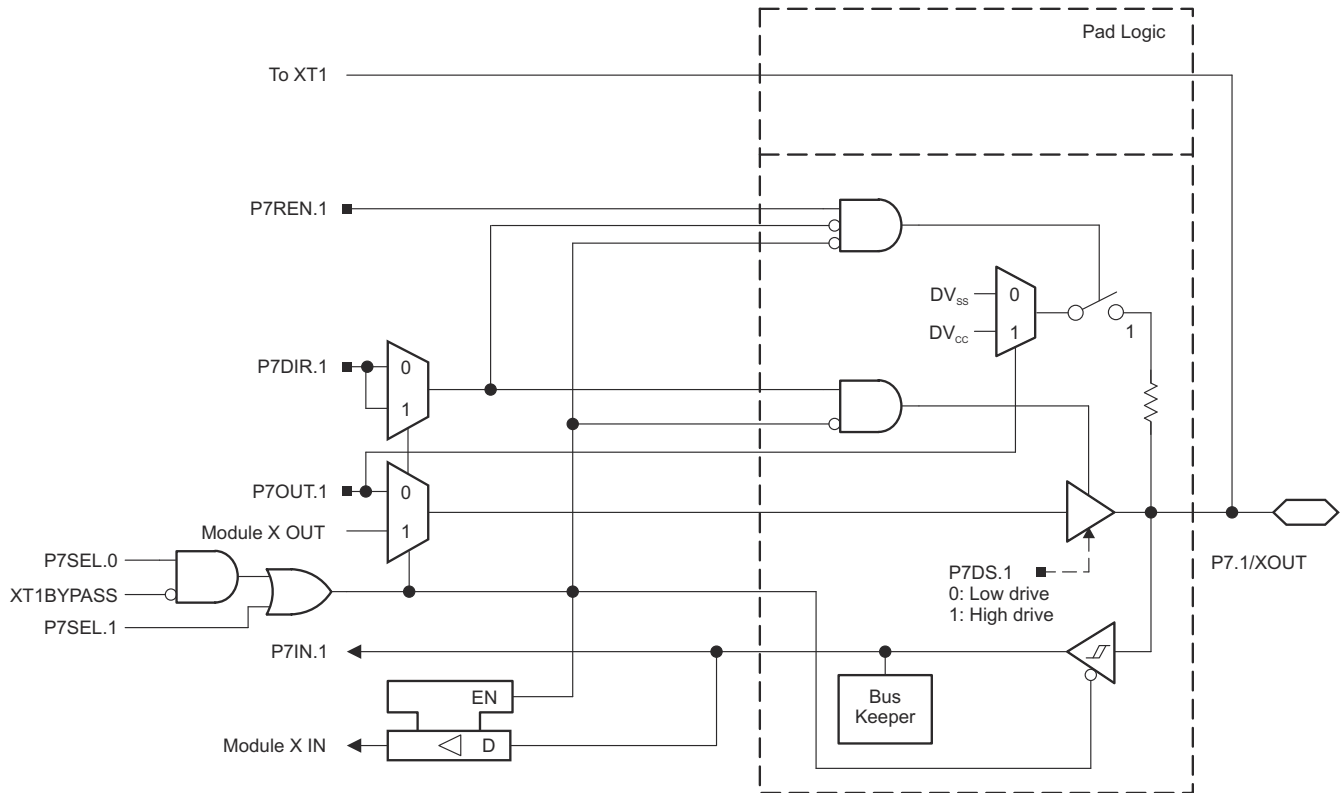 Pad Logic
To XT1
P7REN.1
DVSS
0
DVCC
1
1
P7DIR.1
0
1
P7OUT.1
0
Module X OUT
1
P7SEL.0
XT1BYPASS
P7SEL.1
P7DS.1
0: Low drive
1: High drive
P7.1/XOUT
P7IN.1
EN
Bus
Keeper
Module X IN
D